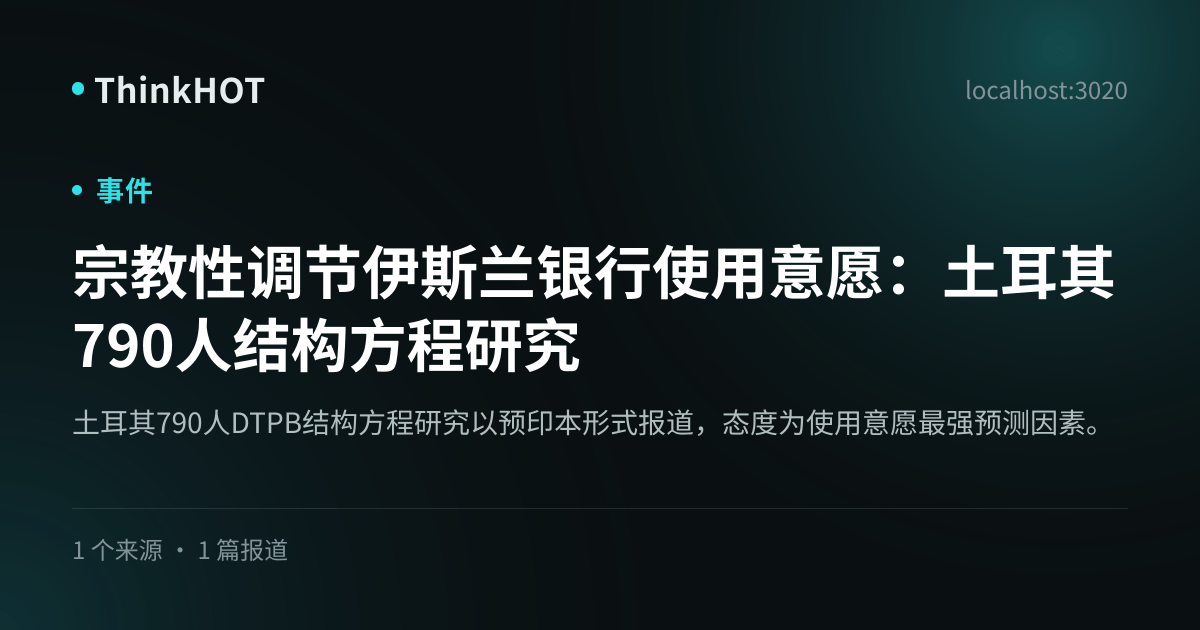 ThinkHOT
localhost:3020
事件
宗教性调节伊斯兰银行使用意愿：土耳其
790人结构方程研究
土耳其790人DTPB结构方程研究以预印本形式报道，态度为使用意愿最强预测因素。
1 个来源 · 1 篇报道